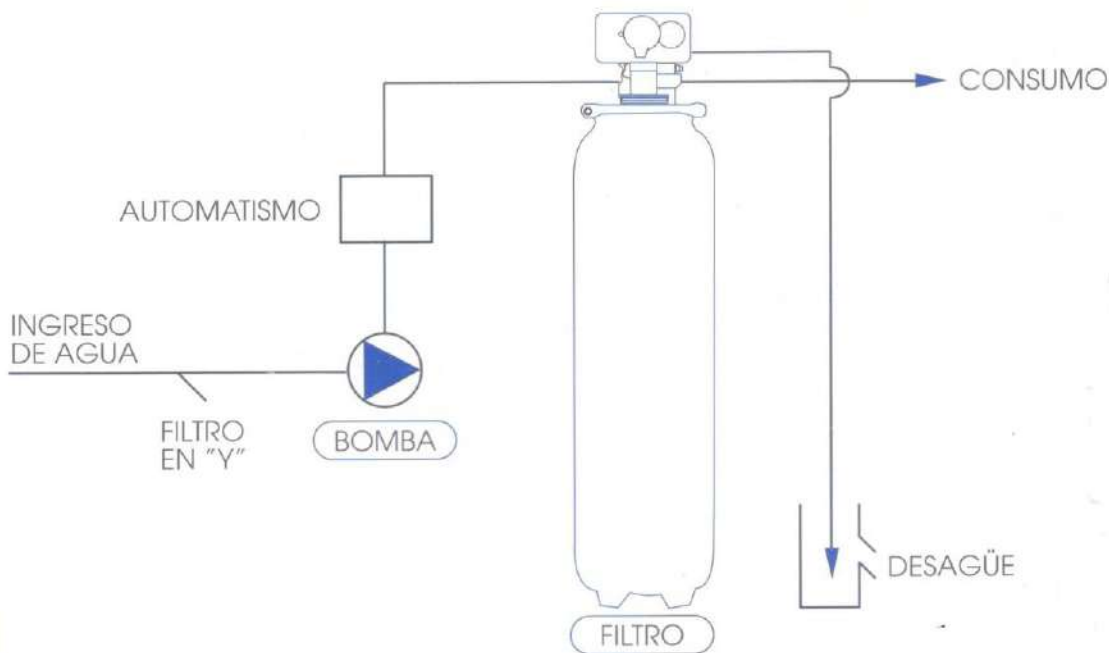 CONSUMO
AUTOMATISMO
INGRESO
DE AGUA
FILTRO
EN "Y"
BOMBA
DESAGÜE
FILTRO